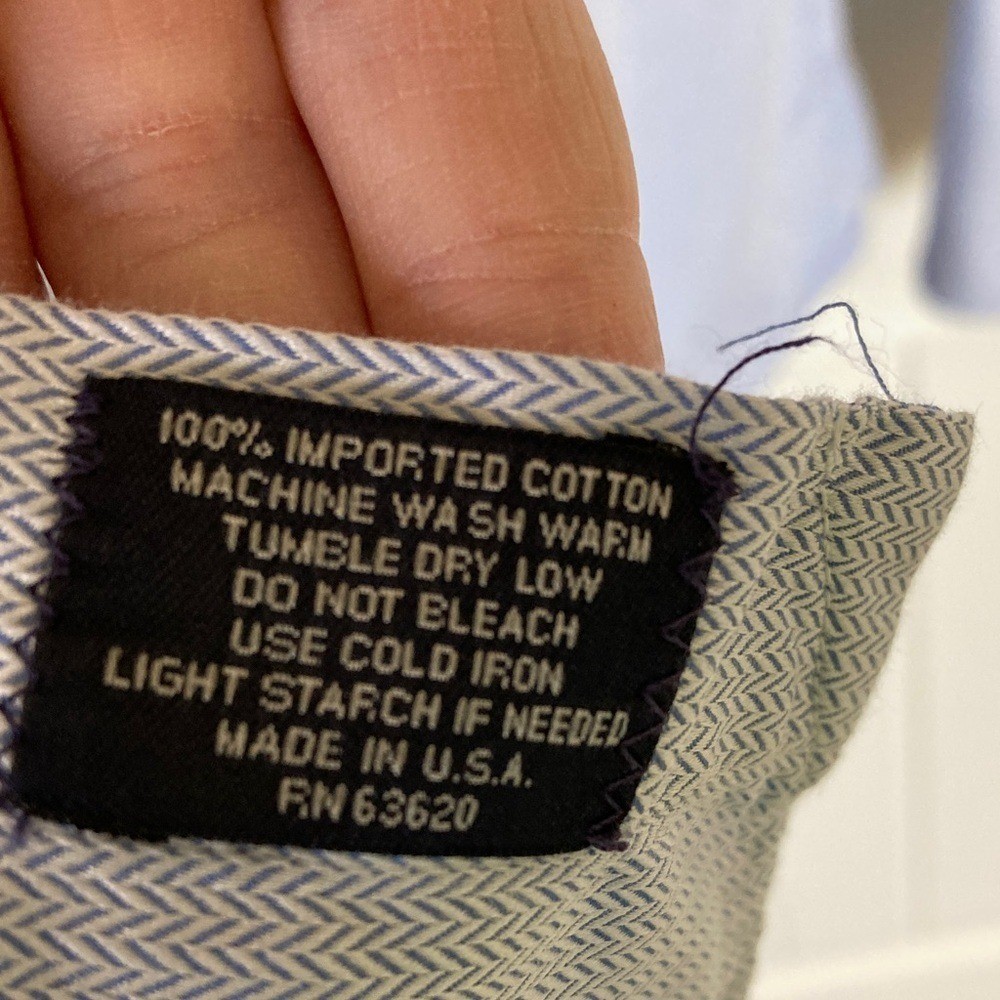 100% IMPORTED COTTON
MACHINE WASH WARM
TUMBLE DRY LOW
DO NOT BLEACH
USE COLD IRON
LIGHT STARCH IF NEEDED
MADE IN U.S.A.
RN 63620